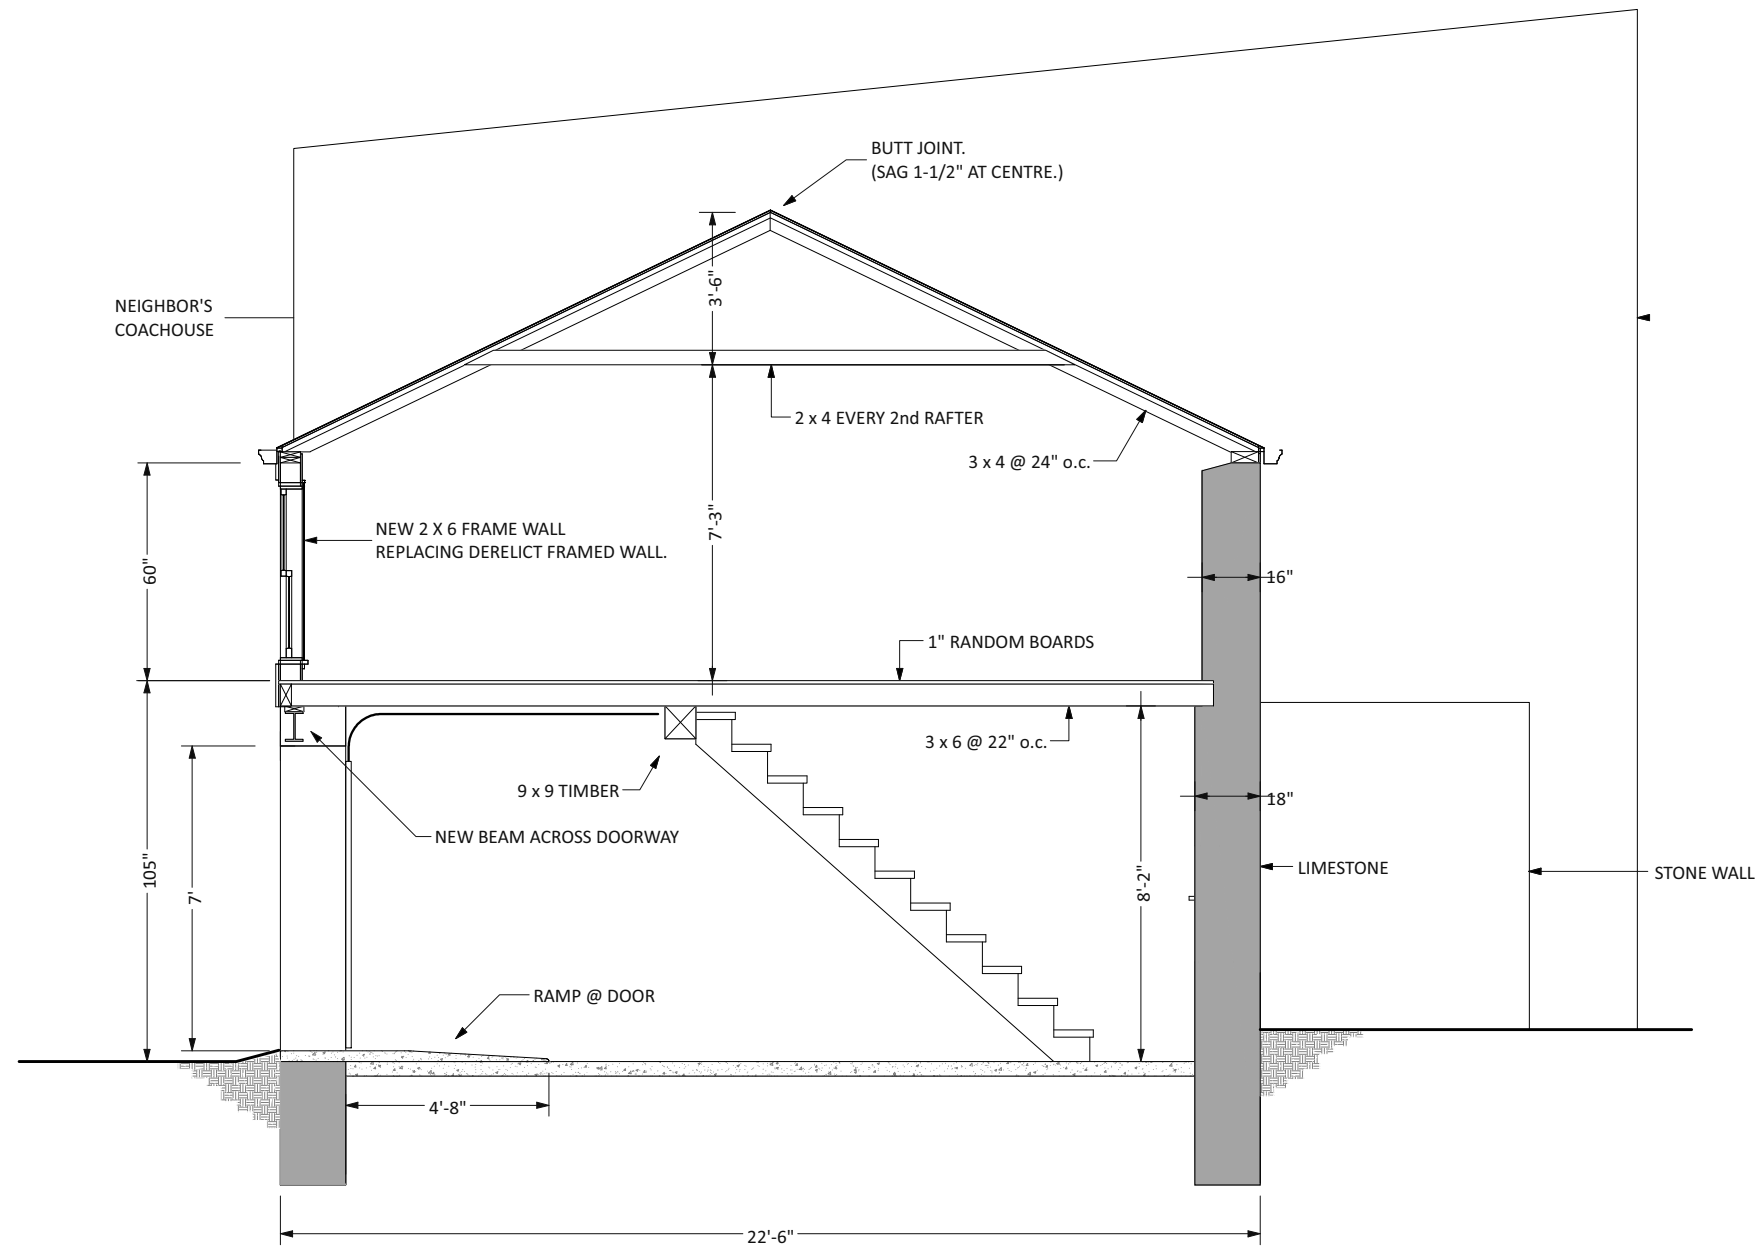 BUTT JOINT.
(SAG 1-1/2" AT CENTRE.)
3'-6"
NEIGHBOR'S
COACHOUSE
2 x 4 EVERY 2nd RAFTER
3 x 4 @ 24" o.c.
7'-3"
NEW 2 X 6 FRAME WALL
REPLACING DERELICT FRAMED WALL.
60"
16"
1" RANDOM BOARDS
3 x 6 @ 22" o.c.
9 x 9 TIMBER
18"
NEW BEAM ACROSS DOORWAY
105"
7'
8'-2"
LIMESTONE
STONE WALL
RAMP @ DOOR
4'-8"
22'-6"